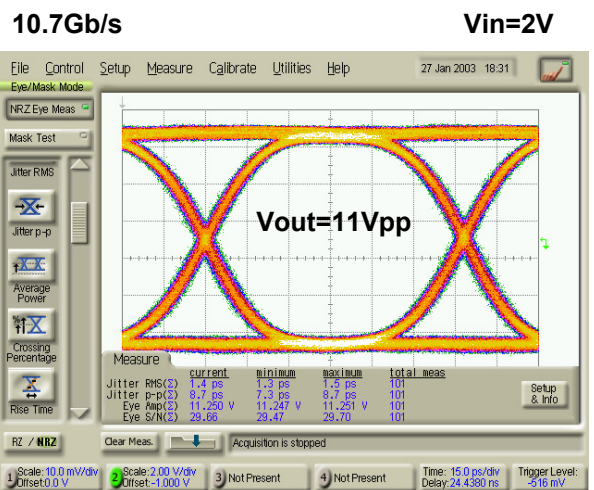 10.7Gb/s Vin=2V
File Control Setup Measure Calibrate Utilities Help 27 Jan 2003 18:31
Eye/Mask Mode
NRZ Eye Meas
Mask Test
Jitter RMS
Jitter p-p
Average
Power
Crossing
Percentage
Rise Time
Vout=11Vpp
Measure
current minimum maximum total meas
Jitter RMS(Σ) 1.4 ps 1.3 ps 1.5 ps 101
Jitter p-p(Σ) 8.7 ps 7.3 ps 8.7 ps 101
Eye Amp(Σ) 11.250 V 11.247 V 11.251 V 101
Eye S/N(Σ) 29.66 29.47 29.70 101
Setup
& Info
RZ / NRZ Clear Meas. Acquisition is stopped
1 Scale:10.0 mV/div 2 Scale:2.00 V/div 3 Not Present 4 Not Present Time: 15.0 ps/div Trigger Level:
Offset:0.0 V Offset:-1.000 V Delay:24.4380 ns -516 mV